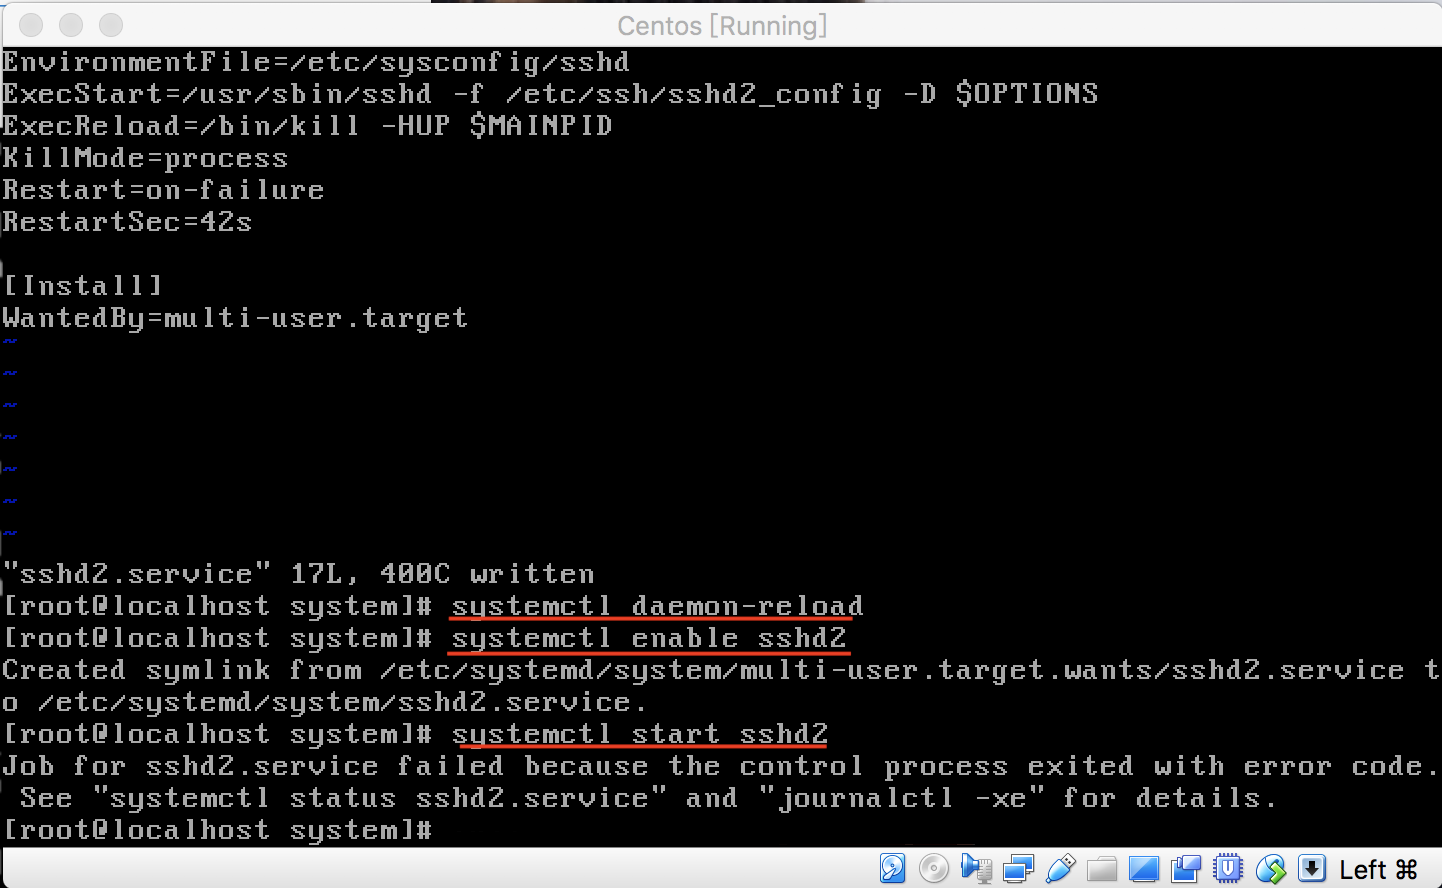 Centos [Running]
EnvironmentFile=/etc/sysconfig/sshd
ExecStart=/usr/sbin/sshd -f /etc/ssh/sshd2_config -D $OPTIONS
ExecReload=/bin/kill -HUP $MAINPID
KillMode=process
Restart=on-failure
RestartSec=42s
[Install]
WantedBy=multi-user.target
~
~
~
~
~
~
~
"sshd2.service" 17L, 400C written
[root@localhost system]# systemctl daemon-reload
[root@localhost system]# systemctl enable sshd2
Created symlink from /etc/systemd/system/multi-user.target.wants/sshd2.service t
o /etc/systemd/system/sshd2.service.
[root@localhost system]# systemctl start sshd2
Job for sshd2.service failed because the control process exited with error code.
 See "systemctl status sshd2.service" and "journalctl -xe" for details.
[root@localhost system]#
Left ⌘